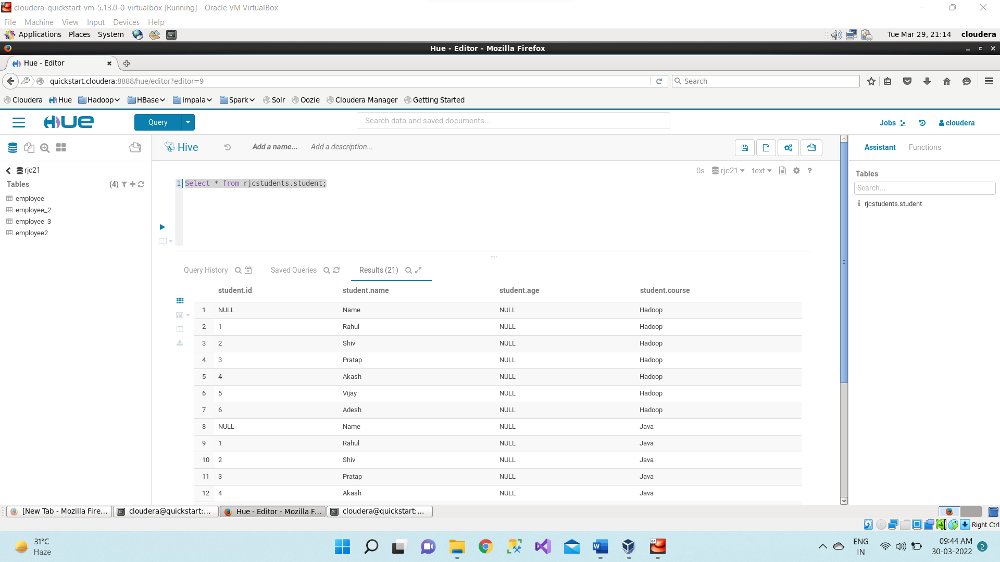 cloudera-quickstart-vm-5.13.0-0-virtualbox [Running] - Oracle VM VirtualBox
File Machine View Input Devices Help
Applications Places System
Tue Mar 29, 21:14 cloudera
Hue - Editor - Mozilla Firefox
Hue - Editor
quickstart.cloudera:8888/hue/editor?editor=9
Search
Cloudera Hue Hadoop HBase Impala Spark Solr Oozie Cloudera Manager Getting Started
HUE
Query
Search data and saved documents...
Jobs
cloudera
Hive
Add a name...
Add a description...
Assistant
Functions
rjc21
Tables
(4)
employee
employee_2
employee_3
employee2
0s rjc21 text ?
1 Select * from rjcstudents.student;
Tables
Search...
rjcstudents.student
Query History
Saved Queries
Results (21)
student.id student.name student.age student.course
1 NULL Name NULL Hadoop
2 1 Rahul NULL Hadoop
3 2 Shiv NULL Hadoop
4 3 Pratap NULL Hadoop
5 4 Akash NULL Hadoop
6 5 Vijay NULL Hadoop
7 6 Adesh NULL Hadoop
8 NULL Name NULL Java
9 1 Rahul NULL Java
10 2 Shiv NULL Java
11 3 Pratap NULL Java
12 4 Akash NULL Java
[New Tab - Mozilla Fire...
cloudera@quickstart:...
Hue - Editor - Mozilla F...
cloudera@quickstart:...
Right Ctrl
31°C
Haze
64
ENG
IN
09:44 AM
30-03-2022
2